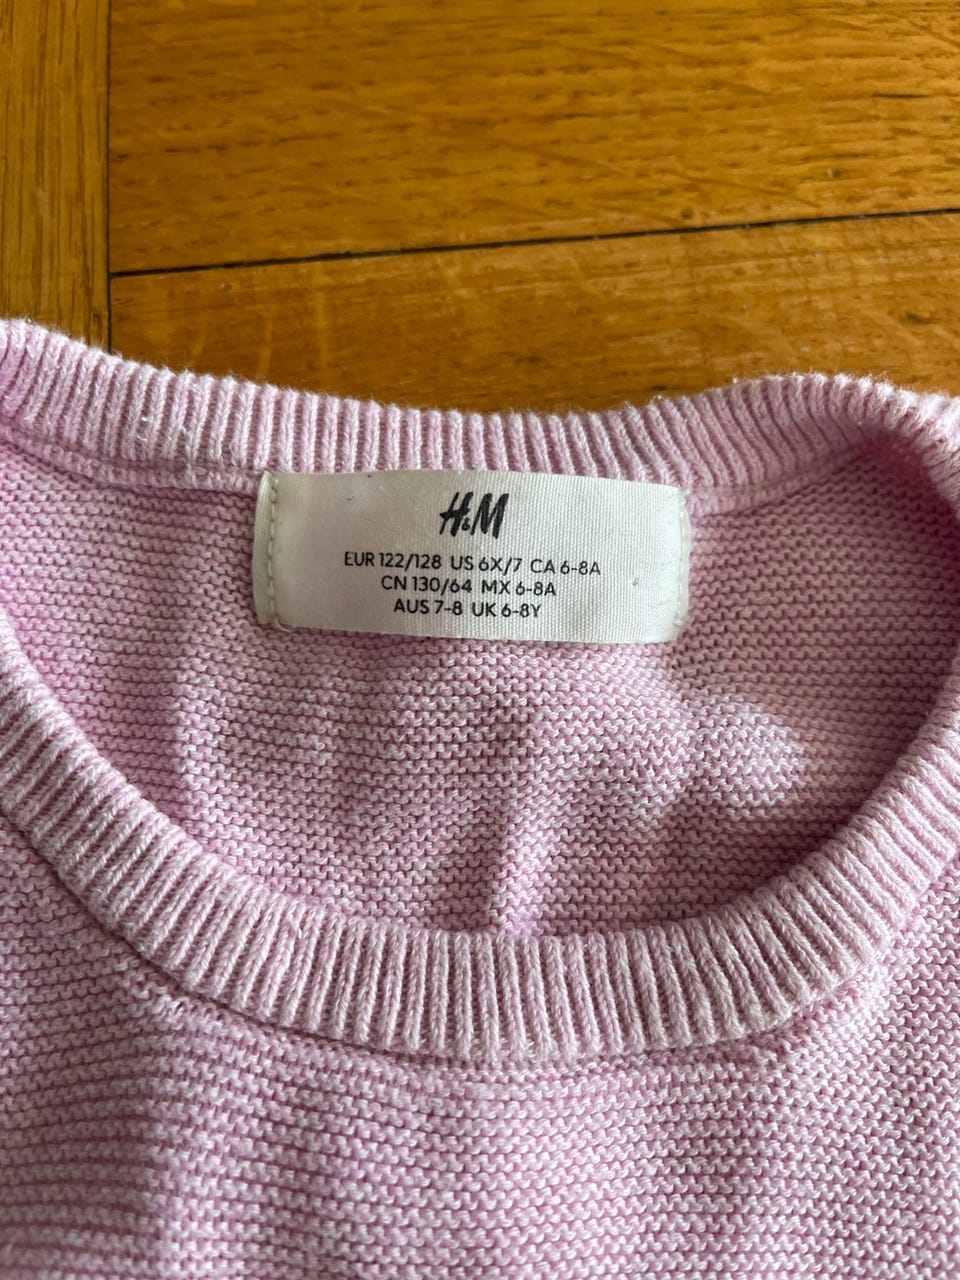 H&M
EUR 122/128 US 6X/7 CA 6-8A
CN 130/64 MX 6-8A
AUS 7-8 UK 6-8Y